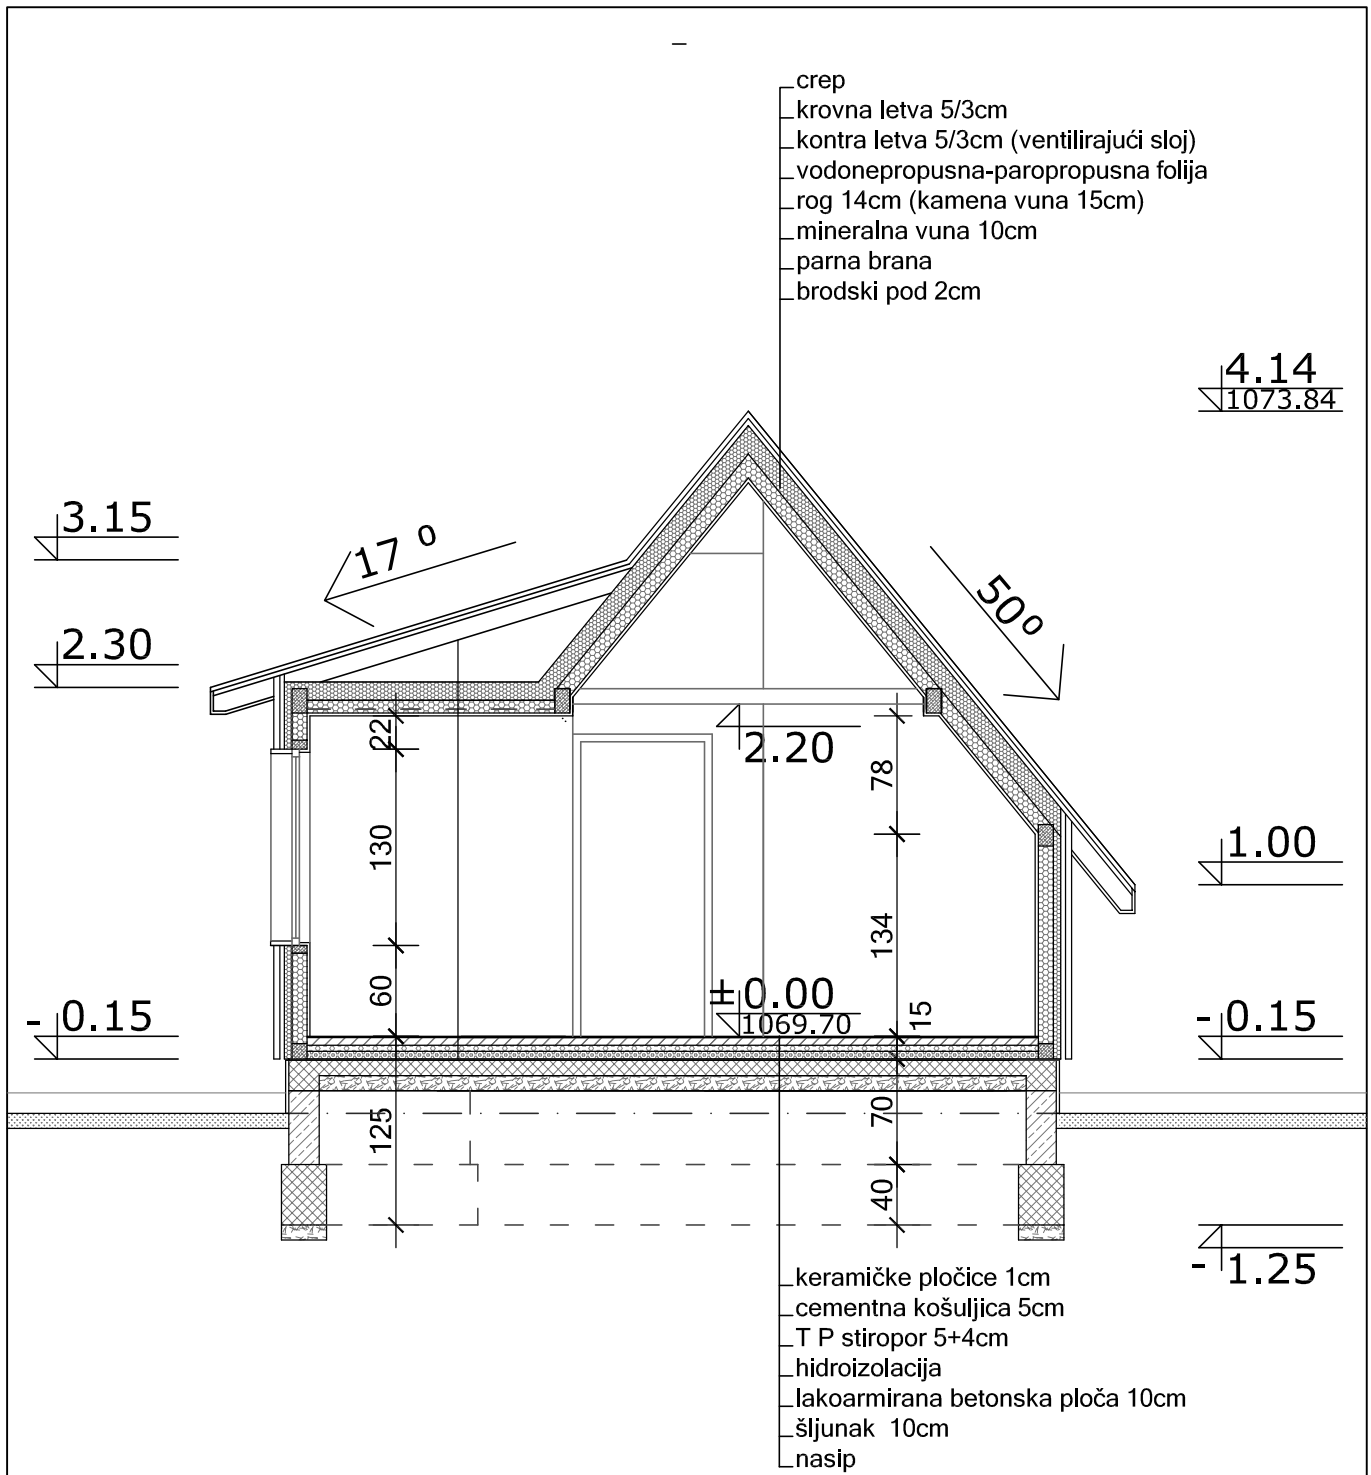 crep
krovna letva 5/3cm
kontra letva 5/3cm (ventilirajući sloj)
vodonepropusna-paropropusna folija
rog 14cm (kamena vuna 15cm)
mineralna vuna 10cm
parna brana
brodski pod 2cm
4.14
1073.84
3.15
17 º
50º
2.30
22
2.20
78
130
1.00
134
60
±0.00
1069.70
15
- 0.15
- 0.15
125
70
40
- 1.25
keramičke pločice 1cm
cementna košuljica 5cm
T P stiropor 5+4cm
hidroizolacija
lakoarmirana betonska ploča 10cm
šljunak 10cm
nasip